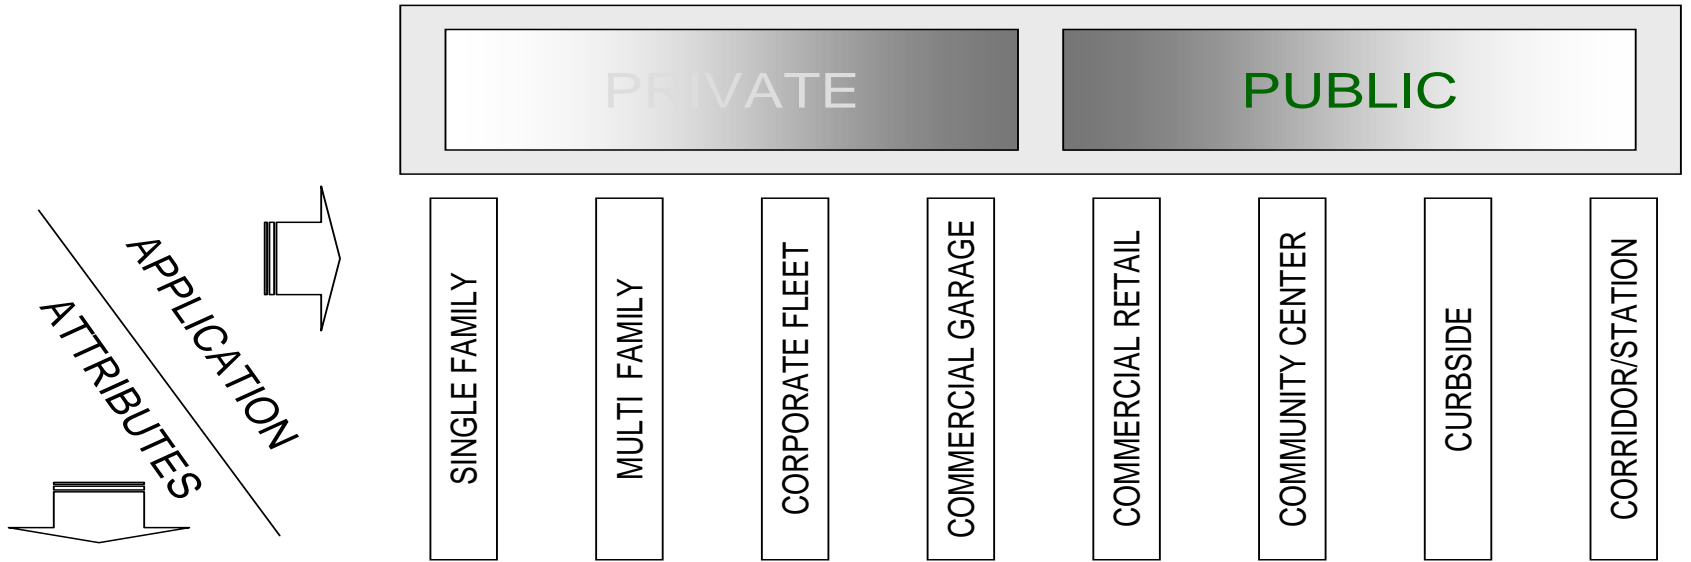 PRIVATE
PUBLIC
APPLICATION
ATTRIBUTES
SINGLE FAMILY
MULTI FAMILY
CORPORATE FLEET
COMMERCIAL GARAGE
COMMERCIAL RETAIL
COMMUNITY CENTER
CURBSIDE
CORRIDOR/STATION